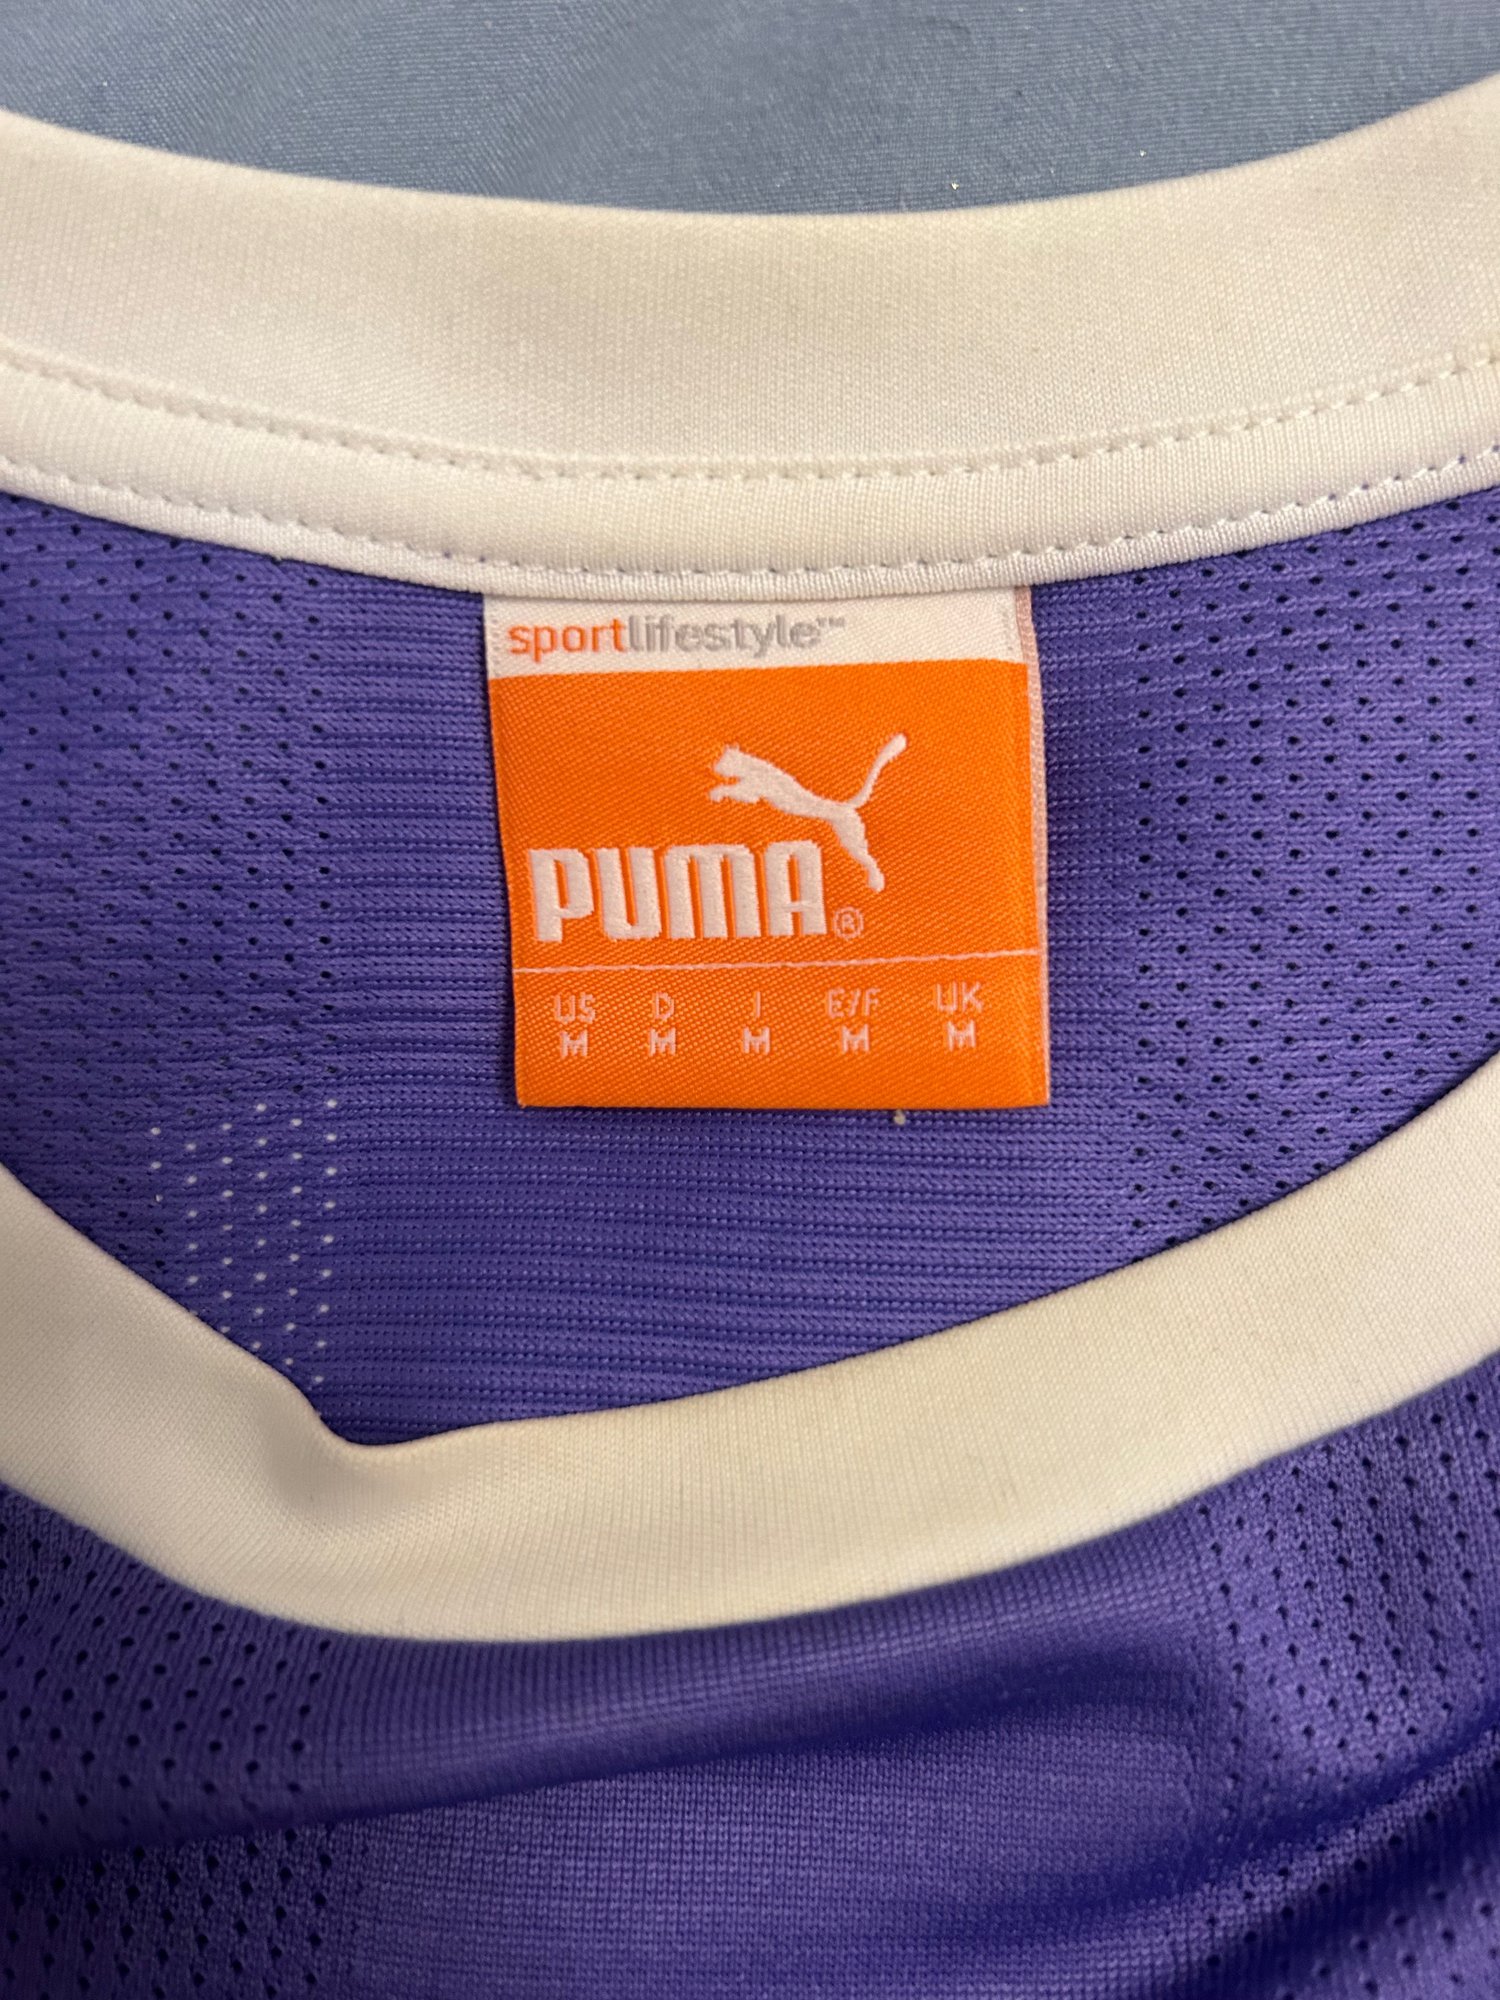 sportlifestyle™
PUMA®
US D J E/F UK
M M M M M